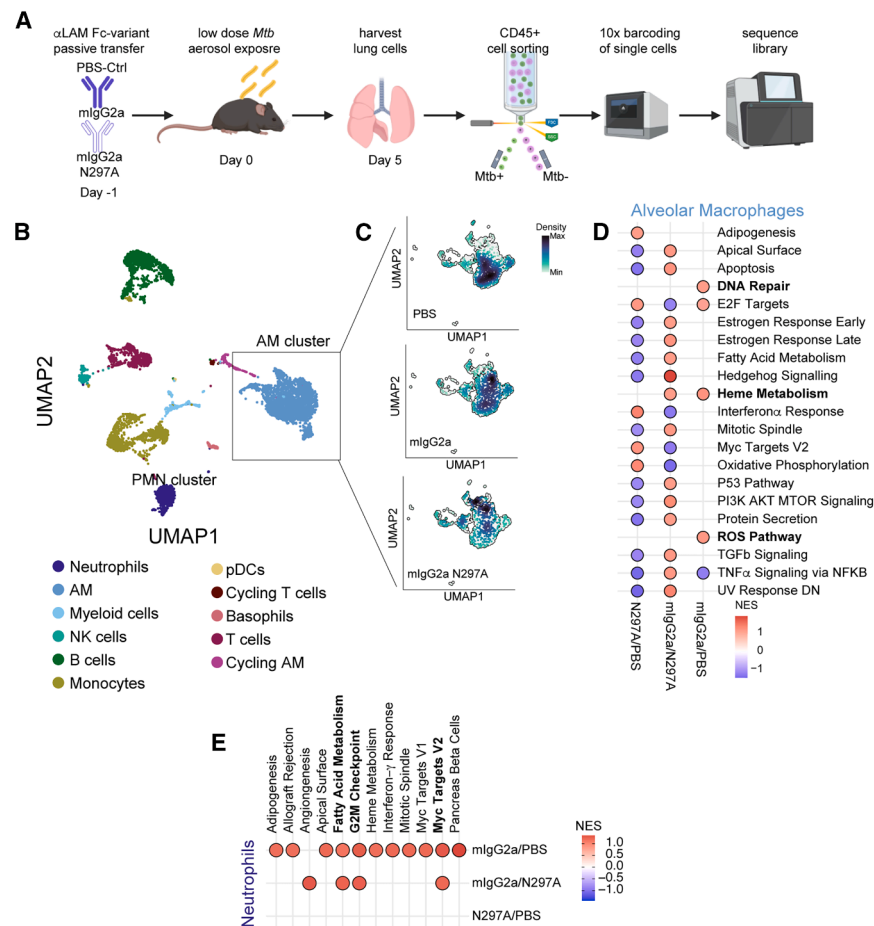 A
αLAM Fc-variant
passive transfer
PBS-Ctrl
mIgG2a
mIgG2a
N297A
Day -1
low dose Mtb
aerosol exposre
Day 0
harvest
lung cells
Day 5
CD45+
cell sorting
FSC
SSC
Mtb+
Mtb-
10x barcoding
of single cells
sequence
library
B
UMAP2
UMAP1
AM cluster
PMN cluster
Neutrophils
AM
Myeloid cells
NK cells
B cells
Monocytes
pDCs
Cycling T cells
Basophils
T cells
Cycling AM
C
Density
Max
Min
UMAP2
PBS
UMAP1
UMAP2
mIgG2a
UMAP1
UMAP2
mIgG2a N297A
UMAP1
D
Alveolar Macrophages
Adipogenesis
Apical Surface
Apoptosis
DNA Repair
E2F Targets
Estrogen Response Early
Estrogen Response Late
Fatty Acid Metabolism
Hedgehog Signalling
Heme Metabolism
Interferonα Response
Mitotic Spindle
Myc Targets V2
Oxidative Phosphorylation
P53 Pathway
PI3K AKT MTOR Signaling
Protein Secretion
ROS Pathway
TGFb Signaling
TNFα Signaling via NFKB
UV Response DN
N297A/PBS
mIgG2a/N297A
mIgG2a/PBS
NES
1
0
−1
E
Neutrophils
Adipogenesis
Allograft Rejection
Angiongenesis
Apical Surface
Fatty Acid Metabolism
G2M Checkpoint
Heme Metabolism
Interferon−γ Response
Mitotic Spindle
Myc Targets V1
Myc Targets V2
Pancreas Beta Cells
mIgG2a/PBS
mIgG2a/N297A
N297A/PBS
NES
1.0
0.5
0.0
−0.5
−1.0